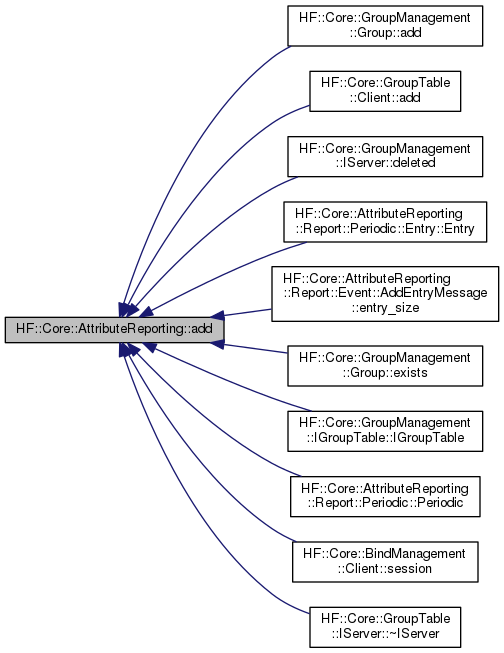 HF::Core::GroupManagement
::Group::add
HF::Core::GroupTable
::Client::add
HF::Core::GroupManagement
::IServer::deleted
HF::Core::AttributeReporting
::Report::Periodic::Entry::Entry
HF::Core::AttributeReporting
::Report::Event::AddEntryMessage
::entry_size
HF::Core::AttributeReporting::add
HF::Core::GroupManagement
::Group::exists
HF::Core::GroupManagement
::IGroupTable::IGroupTable
HF::Core::AttributeReporting
::Report::Periodic::Periodic
HF::Core::BindManagement
::Client::session
HF::Core::GroupTable
::IServer::~IServer